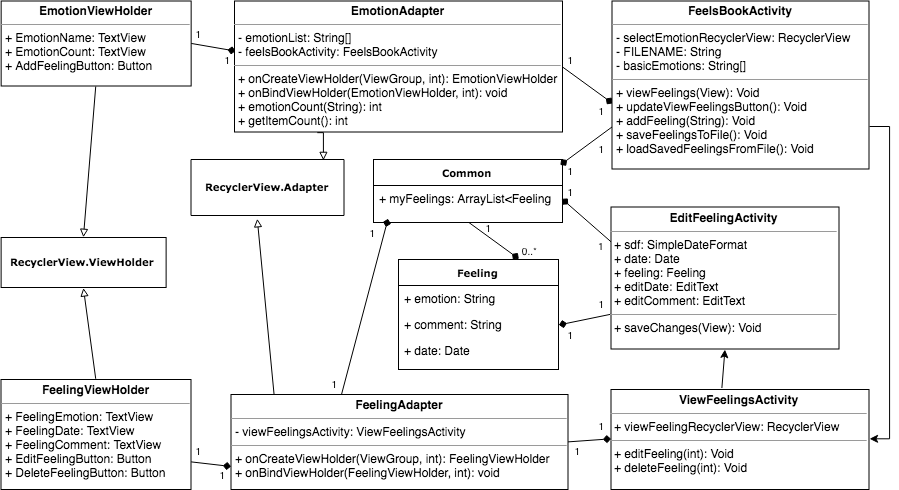 EmotionViewHolder
+ EmotionName: TextView
+ EmotionCount: TextView
+ AddFeelingButton: Button
1
1
EmotionAdapter
- emotionList: String[]
- feelsBookActivity: FeelsBookActivity
+ onCreateViewHolder(ViewGroup, int): EmotionViewHolder
+ onBindViewHolder(EmotionViewHolder, int): void
+ emotionCount(String): int
+ getItemCount(): int
1
1
FeelsBookActivity
- selectEmotionRecyclerView: RecyclerView
- FILENAME: String
- basicEmotions: String[]
+ viewFeelings(View): Void
+ updateViewFeelingsButton(): Void
+ addFeeling(String): Void
+ saveFeelingsToFile(): Void
+ loadSavedFeelingsFromFile(): Void
1
1
RecyclerView.Adapter
Common
+ myFeelings: ArrayList<Feeling
1
1
1
0..*
1
RecyclerView.ViewHolder
Feeling
+ emotion: String
+ comment: String
+ date: Date
EditFeelingActivity
+ sdf: SimpleDateFormat
+ date: Date
+ feeling: Feeling
+ editDate: EditText
+ editComment: EditText
+ saveChanges(View): Void
1
1
FeelingViewHolder
+ FeelingEmotion: TextView
+ FeelingDate: TextView
+ FeelingComment: TextView
+ EditFeelingButton: Button
+ DeleteFeelingButton: Button
1
1
1
FeelingAdapter
- viewFeelingsActivity: ViewFeelingsActivity
+ onCreateViewHolder(ViewGroup, int): FeelingViewHolder
+ onBindViewHolder(FeelingViewHolder, int): void
1
1
ViewFeelingsActivity
+ viewFeelingRecyclerView: RecyclerView
+ editFeeling(int): Void
+ deleteFeeling(int): Void